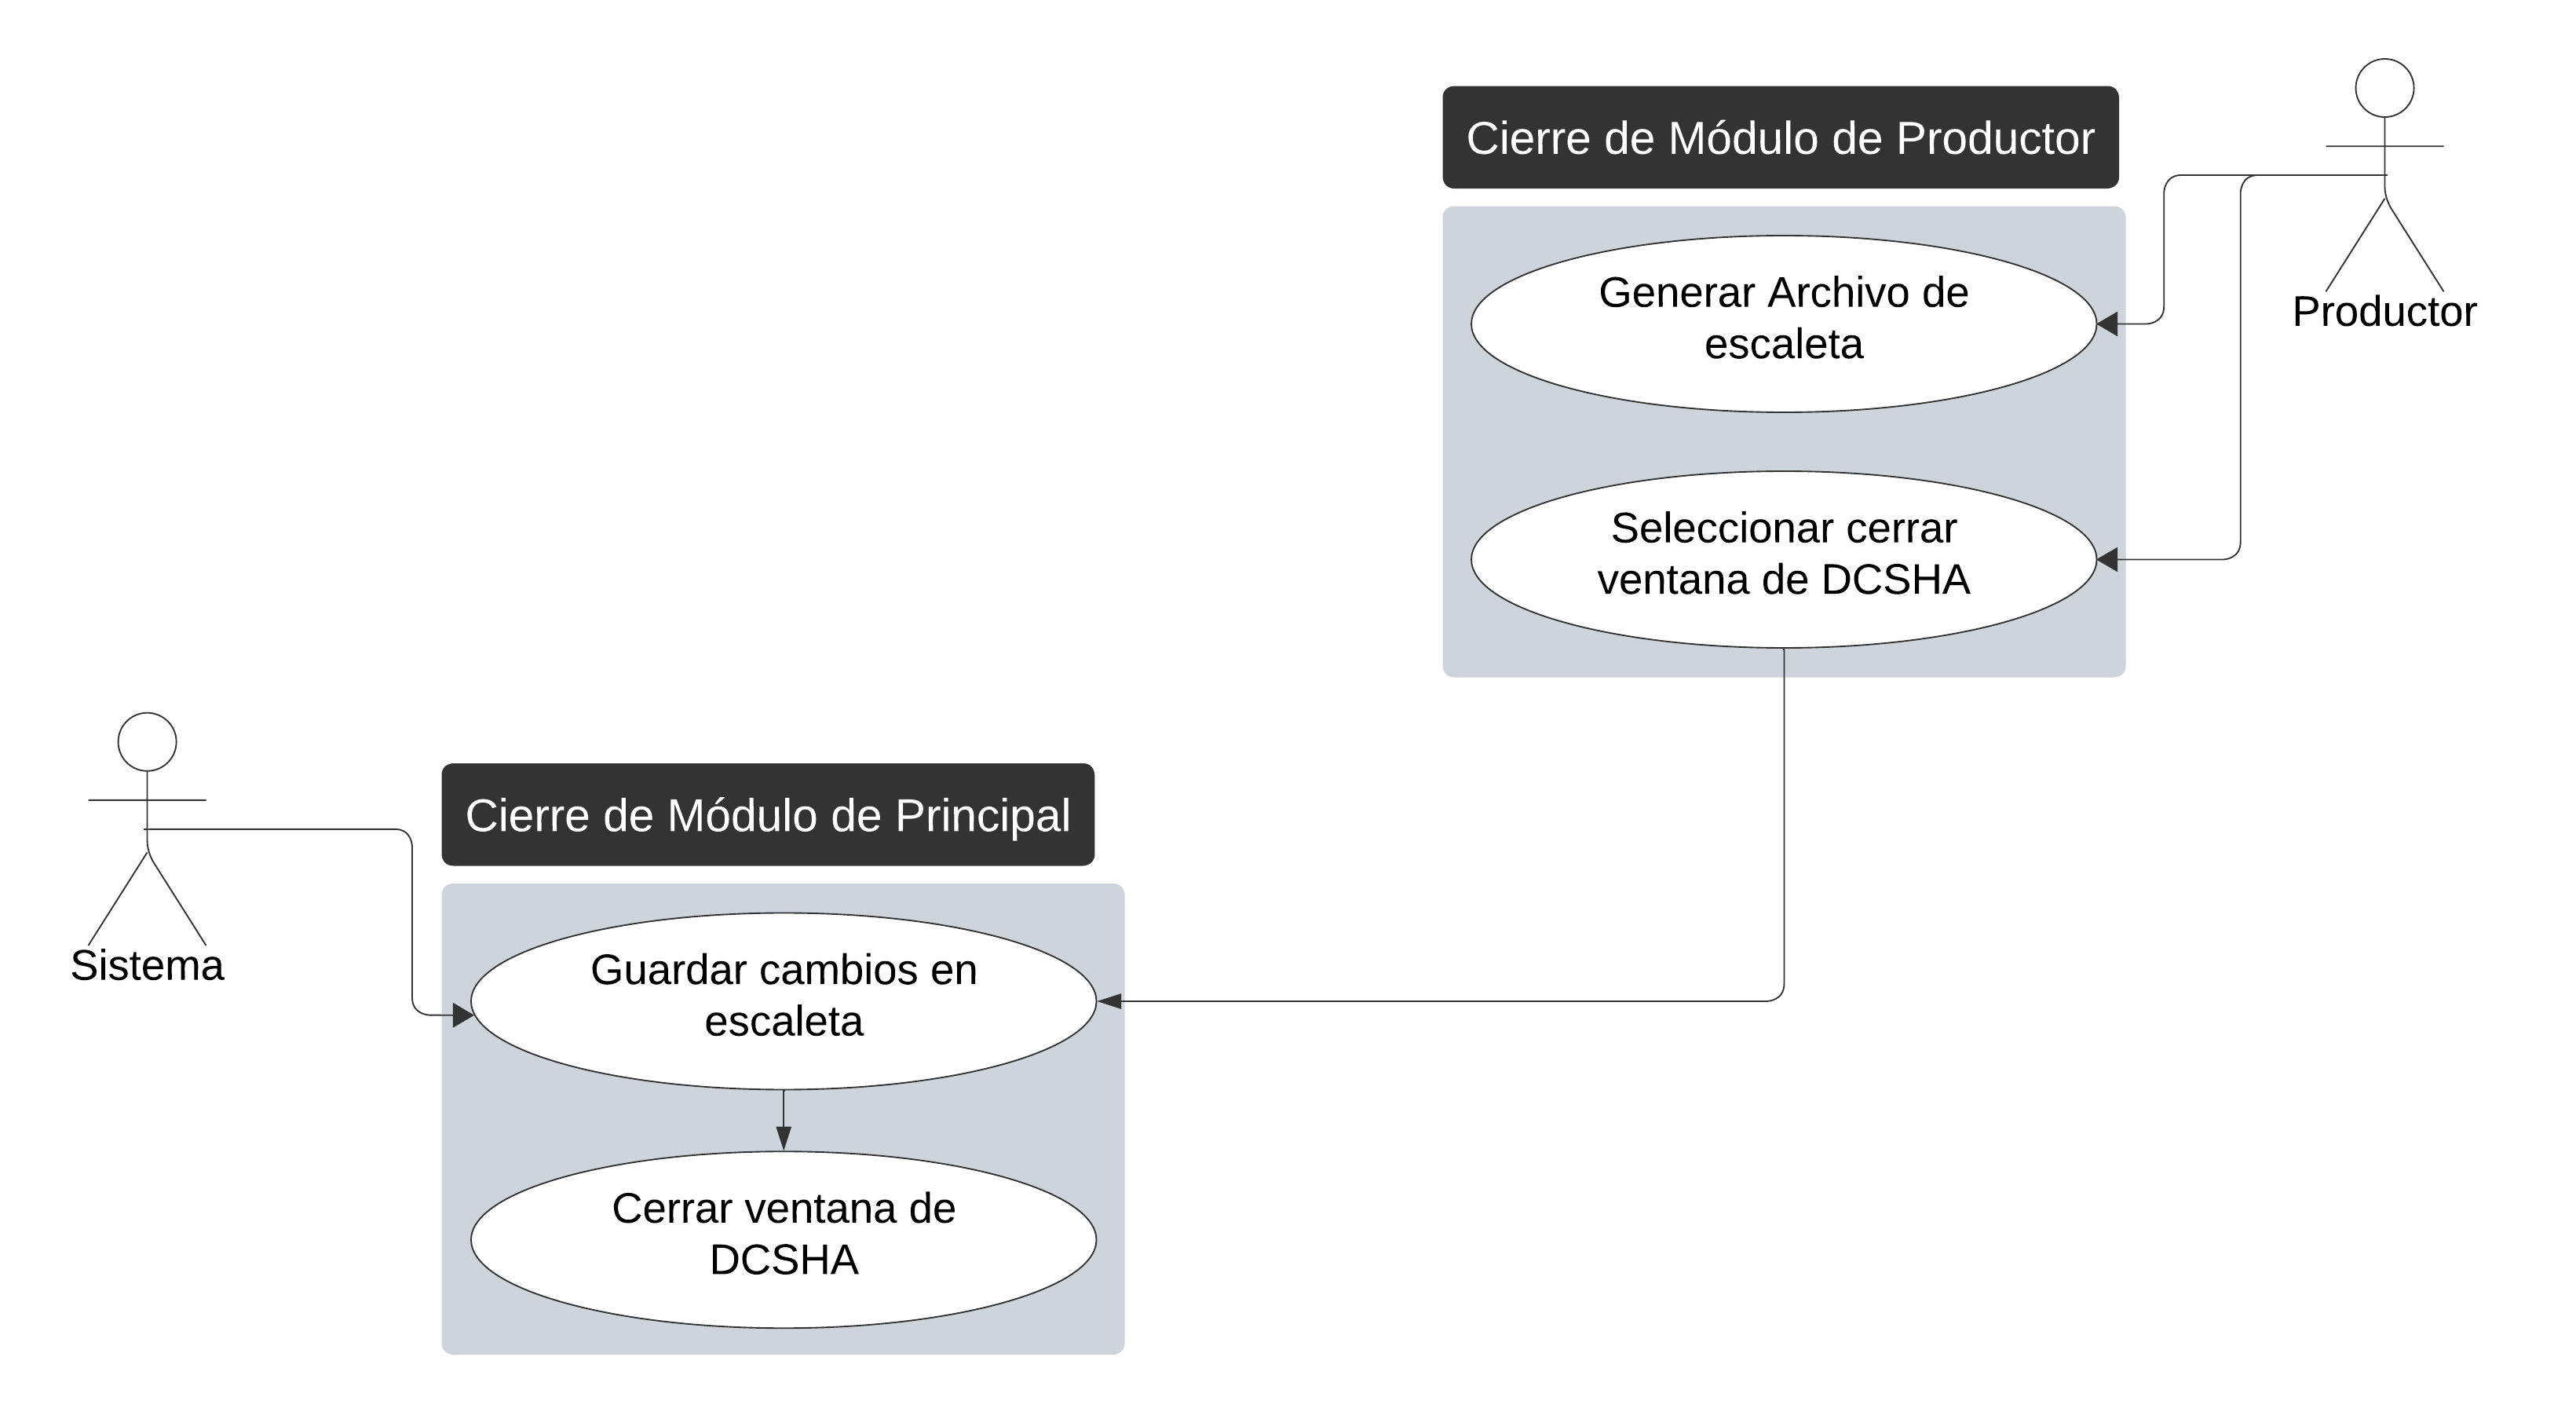 Cierre de Módulo de Productor
Generar Archivo de
escaleta
Productor
Seleccionar cerrar
ventana de DCSHA
Cierre de Módulo de Principal
Sistema
Guardar cambios en
escaleta
Cerrar ventana de
DCSHA